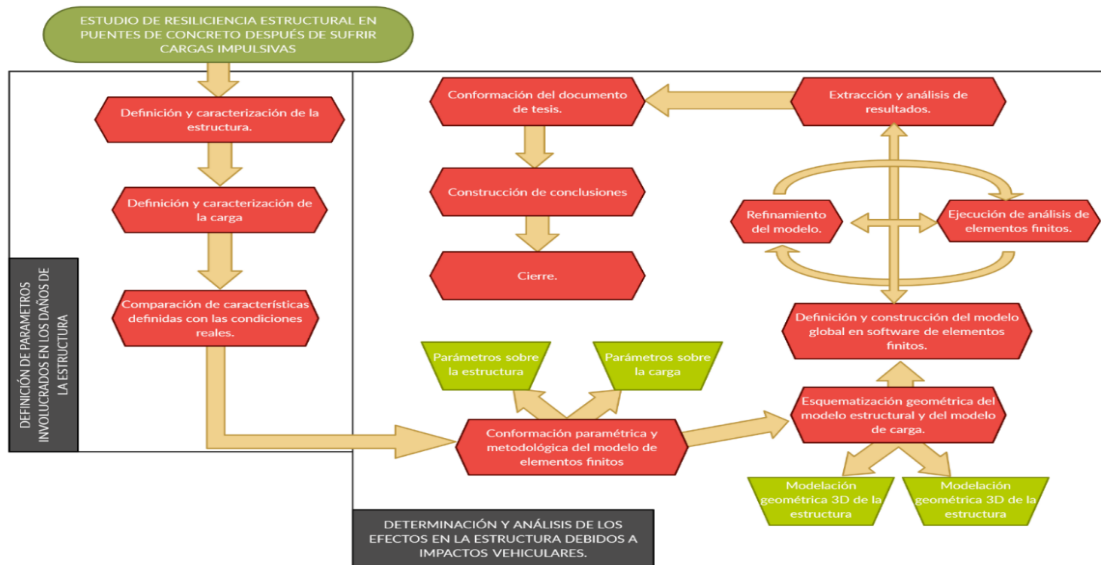 ESTUDIO DE RESILICIENCIA ESTRUCTURAL EN
PUENTES DE CONCRETO DESPUÉS DE SUFRIR
CARGAS IMPULSIVAS
Definición y caracterización de la
estructura.
Definición y caracterización de
la carga
Comparación de características
definidas con las condiciones
reales.
DEFINICIÓN DE PARAMETROS
INVOLUCRADOS EN LOS DAÑOS DE
LA ESTRUCTURA
Conformación paramétrica y
metodológica del modelo de
elementos finitos
Parámetros sobre
la estructura
Parámetros sobre
la carga
Esquematización geométrica del
modelo estructural y del modelo
de carga.
Modelación
geométrica 3D de la
estructura
Modelación
geométrica 3D de la
estructura
Definición y construcción del modelo
global en software de elementos
finitos.
Refinamiento
del modelo.
Ejecución de análisis de
elementos finitos.
Extracción y análisis de
resultados.
Conformación del documento
de tesis.
Construcción de conclusiones
Cierre.
DETERMINACIÓN Y ANÁLISIS DE LOS
EFECTOS EN LA ESTRUCTURA DEBIDOS A
IMPACTOS VEHICULARES.